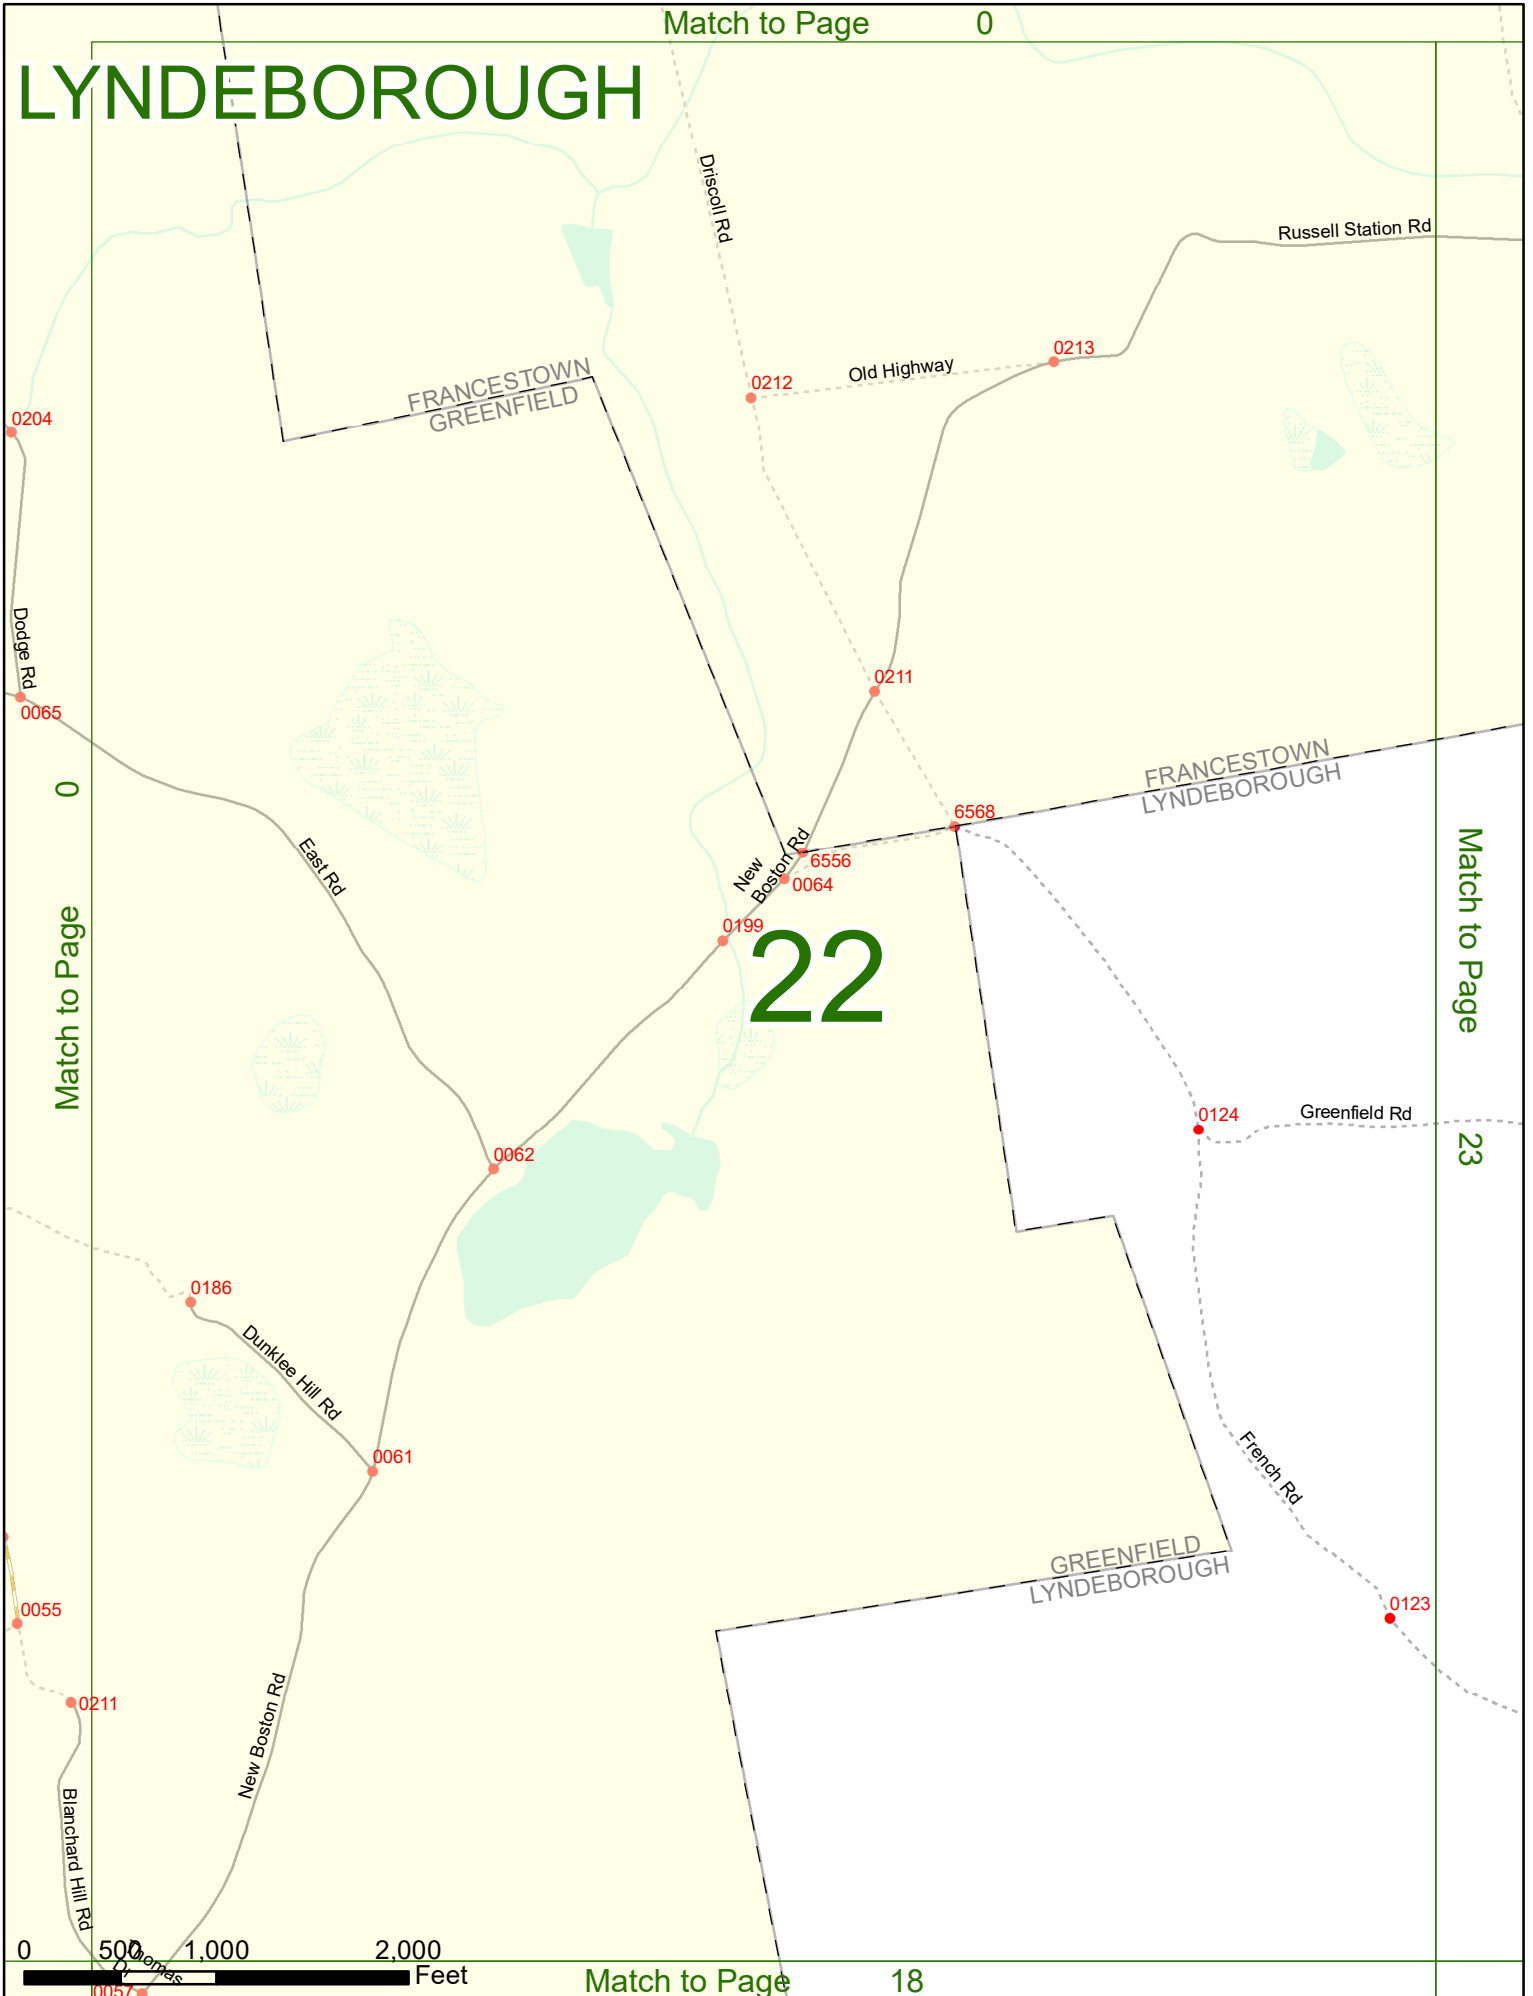 Match to Page 0
LYNDEBOROUGH
Driscoll Rd
Russell Station Rd
0213
Old Highway
0212
FRANCESTOWN
GREENFIELD
0204
Dodge Rd
0065
0211
FRANCESTOWN
LYNDEBOROUGH
0
Match to Page
6568
East Rd
New
Boston Rd
6556
0064
0199
22
Match to Page
23
0124
Greenfield Rd
0062
0186
Dunklee Hill Rd
0061
French Rd
GREENFIELD
LYNDEBOROUGH
0055
0123
0211
New Boston Rd
Blanchard Hill Rd
0 500 1,000 2,000
Feet
Thomas
Dr
0057
Match to Page 18